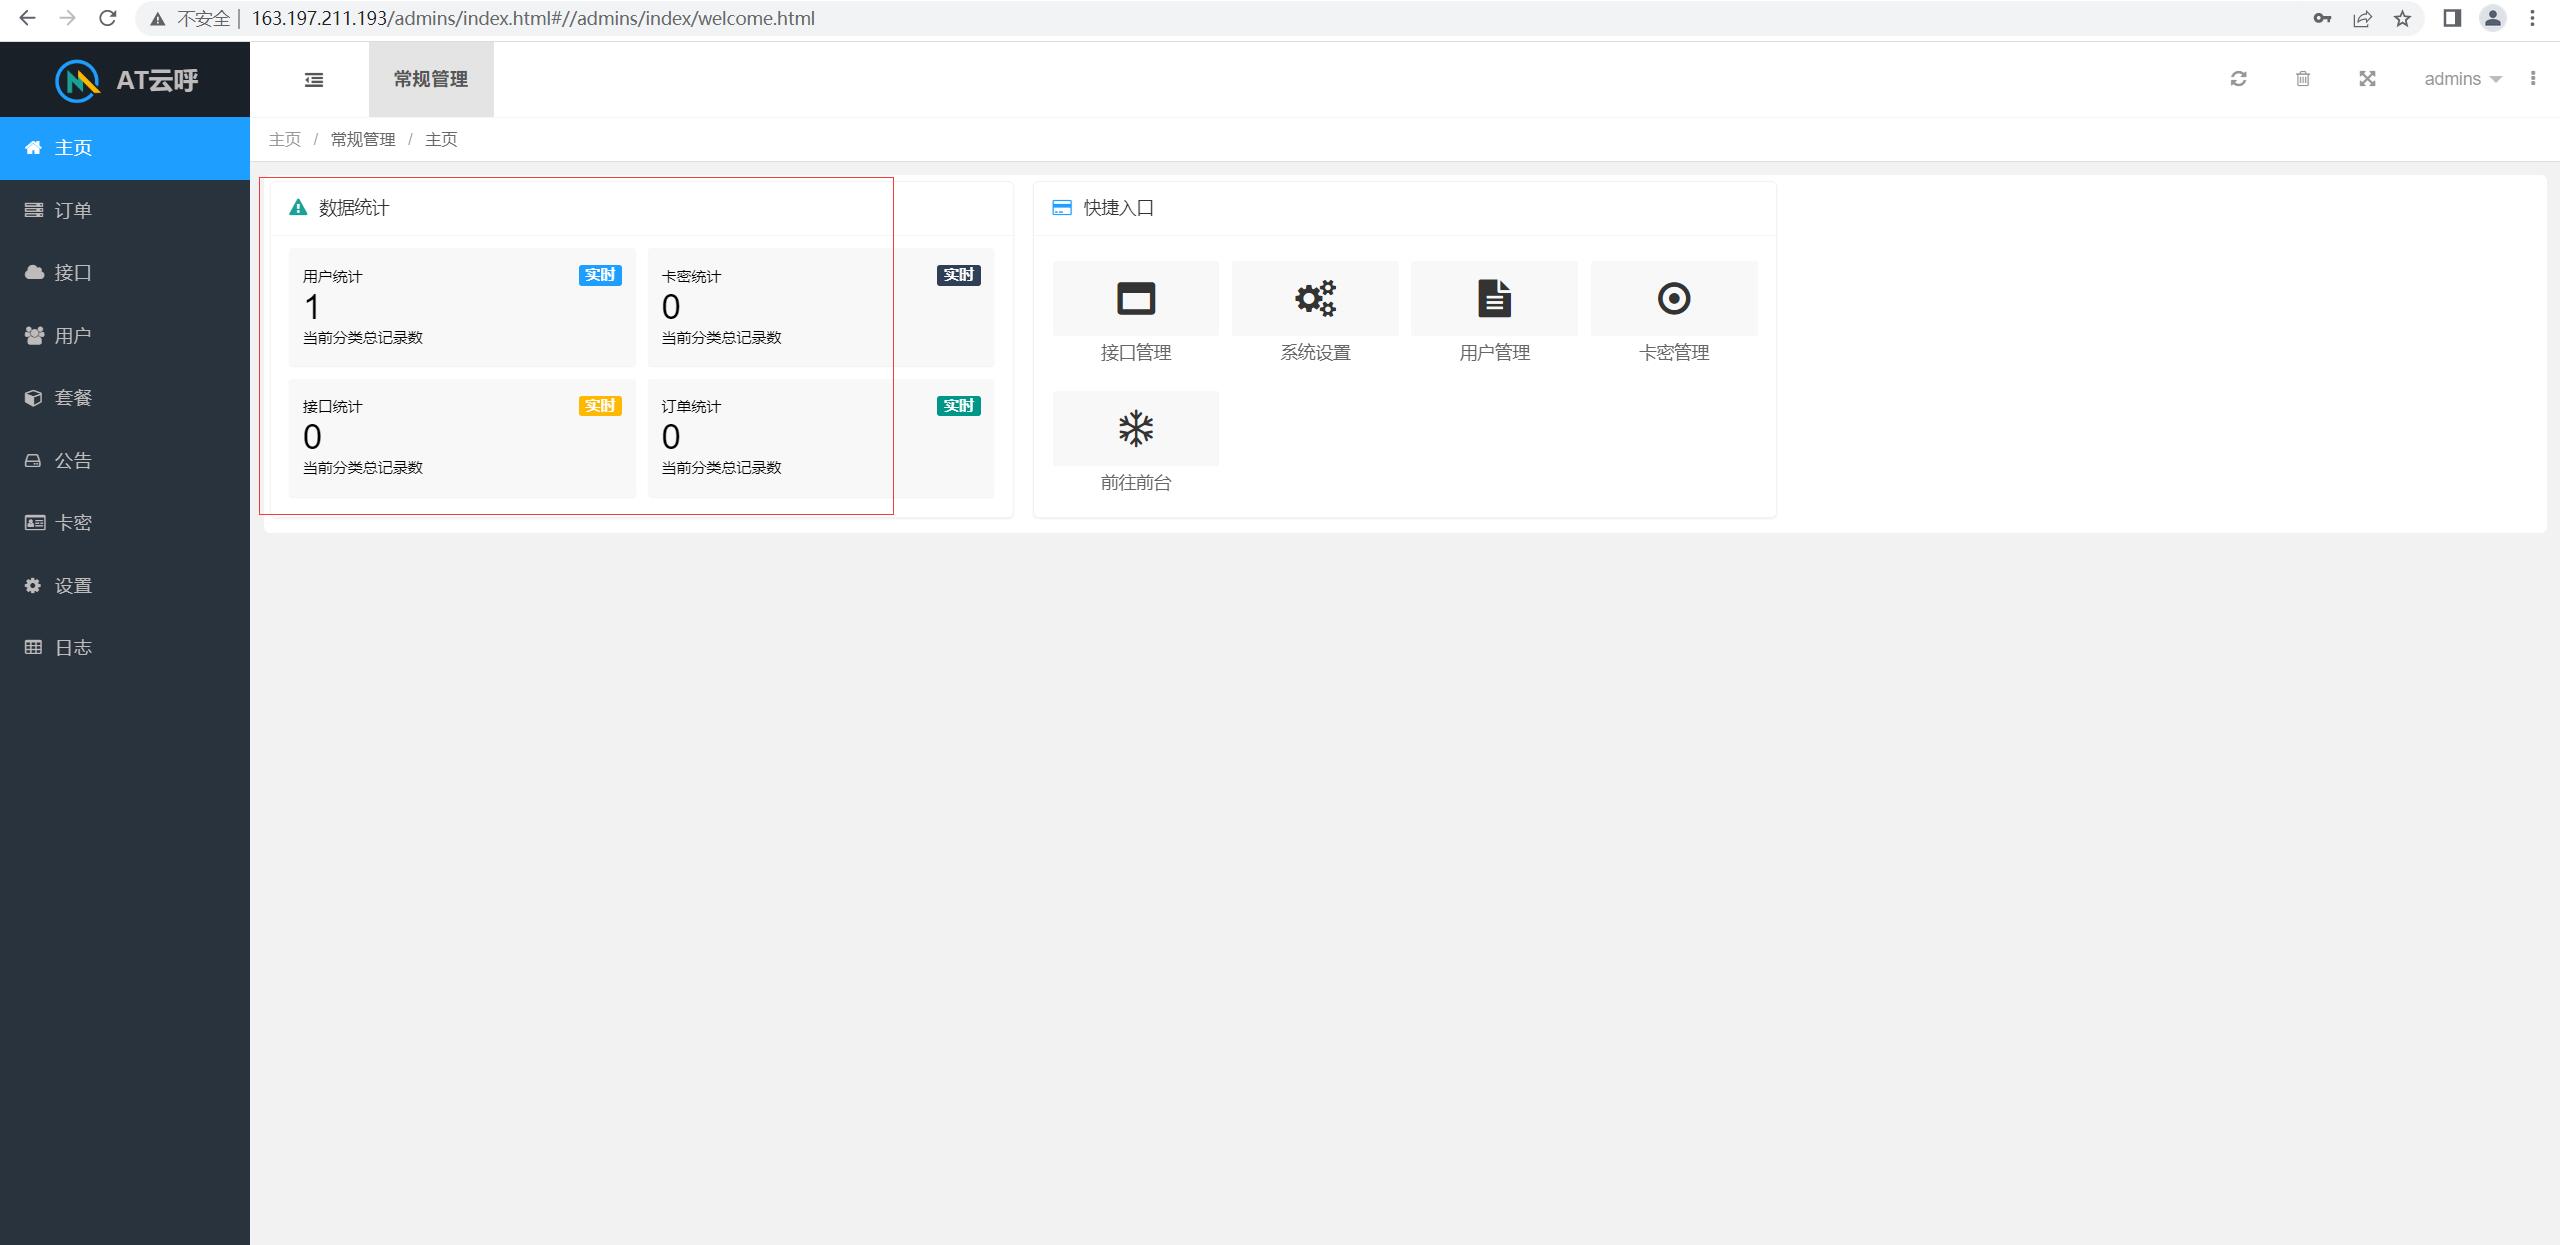 不安全 | 163.197.211.193/admins/index.html#//admins/index/welcome.html
AT云呼
常规管理
admins
主页 / 常规管理 / 主页
主页
订单
接口
用户
套餐
公告
卡密
设置
日志
数据统计
用户统计 实时
1
当前分类总记录数
卡密统计 实时
0
当前分类总记录数
接口统计 实时
0
当前分类总记录数
订单统计 实时
0
当前分类总记录数
快捷入口
接口管理
系统设置
用户管理
卡密管理
前往前台